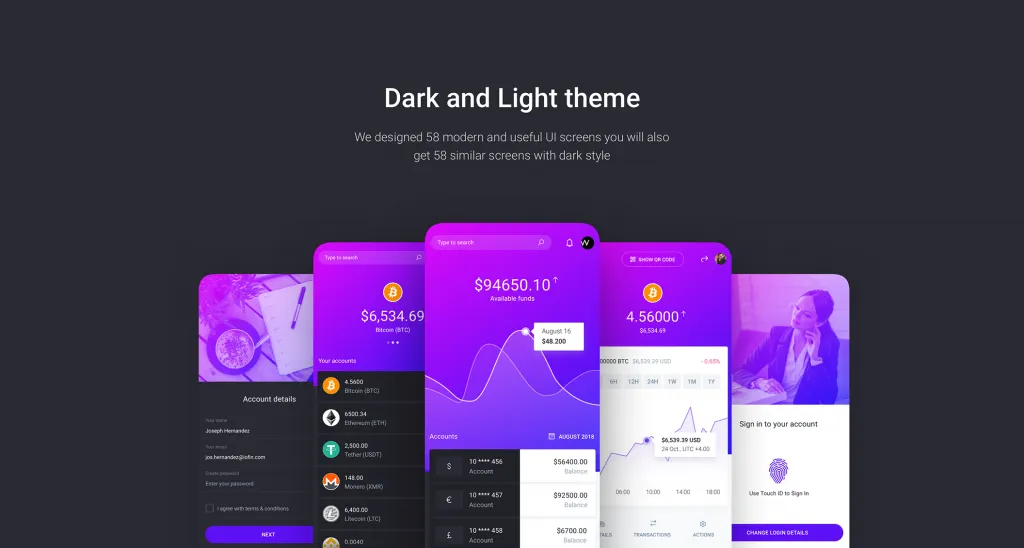 Dark and Light theme
We designed 58 modern and useful UI screens you will also
get 58 similar screens with dark style
Account details
Your name
Joseph Hernandez
Your email
jos.hernandez@iofin.com
Create password
Enter your password
I agree with terms & conditions
NEXT
Type to search
$6,534.69
Bitcoin (BTC)
Your accounts
4.5600
Bitcoin (BTC)
6500.34
Ethereum (ETH)
2,500.00
Tether (USDT)
148.00
Monero (XMR)
6,400.00
Litecoin (LTC)
0.0040
Type to search
$94650.10
Available funds
August 16
$48.200
Accounts
AUGUST 2018
$ 10 **** 456 $56400.00
Account Balance
€ 10 **** 457 $92500.00
Account Balance
£ 10 **** 458 $6700.00
Account Balance
SHOW QR CODE
4.56000
$6,534.69
00000 BTC $6,539.39 USD -0.65%
6H 12H 24H 1W 1M 1Y
$6,539.39 USD
24 Oct., UTC +4.00
06:00 10:00 14:00 18:00
TAILS TRANSACTIONS ACTIONS
Sign in to your account
Use Touch ID to Sign In
CHANGE LOGIN DETAILS